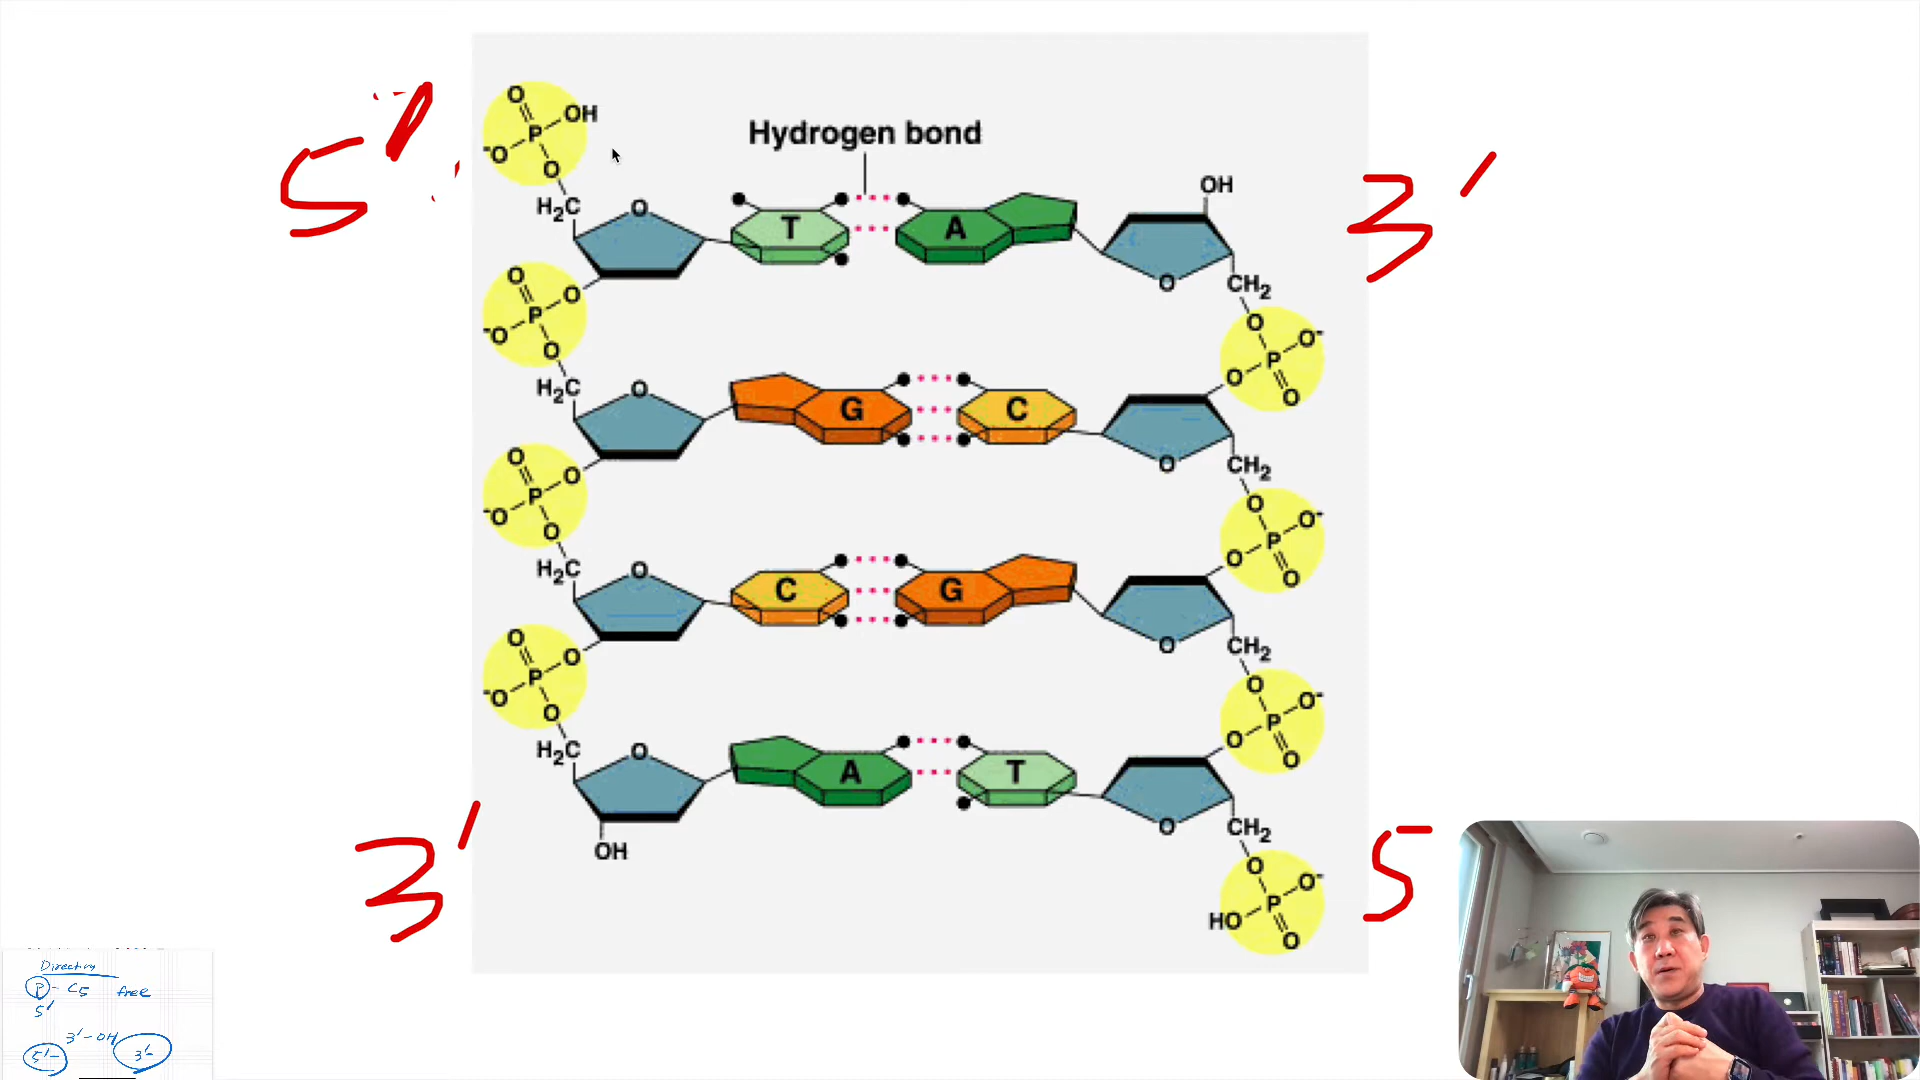 5'
O
OH
P
-O
O
Hydrogen bond
OH
3'
H₂C
O
T
A
O
CH₂
O
O
P
-O
O
O
P
O-
O
O
H₂C
O
G
C
O
CH₂
O
O
P
-O
O
O
P
O-
O
O
H₂C
O
C
G
O
CH₂
O
O
P
-O
O
O
P
O-
O
O
H₂C
O
A
T
O
CH₂
3'
OH
5
O
P
O-
HO
O
Direction
P - C5 free
5'
3'-OH
5'- 3'-